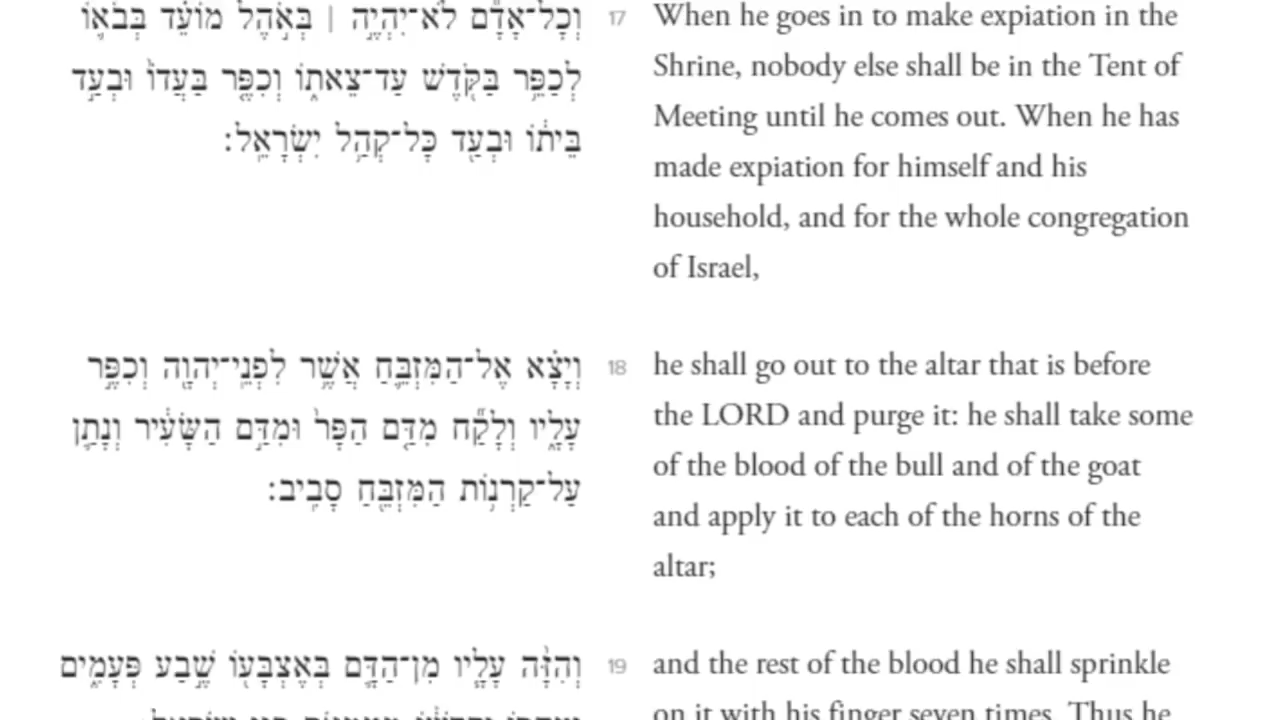 וְכׇל־אָדָ֞ם לֹא־יִהְיֶ֣ה ׀ בְּאֹ֣הֶל מוֹעֵ֗ד בְּבֹא֛וֹ
לְכַפֵּ֥ר בַּקֹּ֖דֶשׁ עַד־צֵאת֑וֹ וְכִפֶּ֤ר בַּעֲדוֹ֙ וּבְעַ֣ד
בֵּית֔וֹ וּבְעַ֖ד כׇּל־קְהַ֥ל יִשְׂרָאֵֽל׃
17
When he goes in to make expiation in the
Shrine, nobody else shall be in the Tent of
Meeting until he comes out. When he has
made expiation for himself and his
household, and for the whole congregation
of Israel,
וְיָצָ֗א אֶל־הַמִּזְבֵּ֛חַ אֲשֶׁ֥ר לִפְנֵֽי־יְהֹוָ֖ה וְכִפֶּ֣ר
עָלָ֑יו וְלָקַ֞ח מִדַּ֤ם הַפָּר֙ וּמִדַּ֣ם הַשָּׂעִ֔יר וְנָתַ֛ן
עַל־קַרְנ֥וֹת הַמִּזְבֵּ֖חַ סָבִֽיב׃
18
he shall go out to the altar that is before
the LORD and purge it: he shall take some
of the blood of the bull and of the goat
and apply it to each of the horns of the
altar;
וְהִזָּ֨ה עָלָ֧יו מִן־הַדָּ֛ם בְּאֶצְבָּע֖וֹ שֶׁ֣בַע פְּעָמִ֑ים
19
and the rest of the blood he shall sprinkle
on it with his finger seven times. Thus he